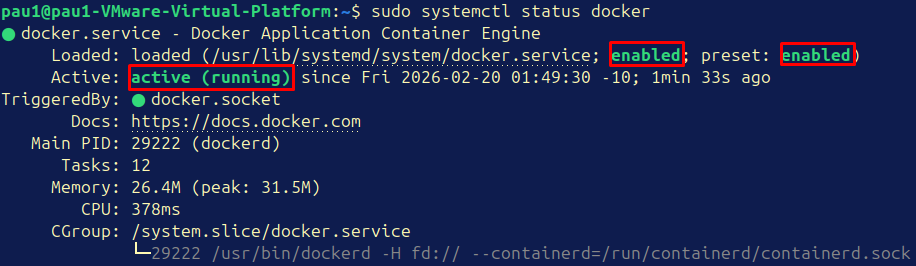 pau1@pau1-VMware-Virtual-Platform:~$ sudo systemctl status docker
● docker.service - Docker Application Container Engine
Loaded: loaded (/usr/lib/systemd/system/docker.service; enabled; preset: enabled)
Active: active (running) since Fri 2026-02-20 01:49:30 -10; 1min 33s ago
TriggeredBy: ● docker.socket
Docs: https://docs.docker.com
Main PID: 29222 (dockerd)
Tasks: 12
Memory: 26.4M (peak: 31.5M)
CPU: 378ms
CGroup: /system.slice/docker.service
└─29222 /usr/bin/dockerd -H fd:// --containerd=/run/containerd/containerd.sock